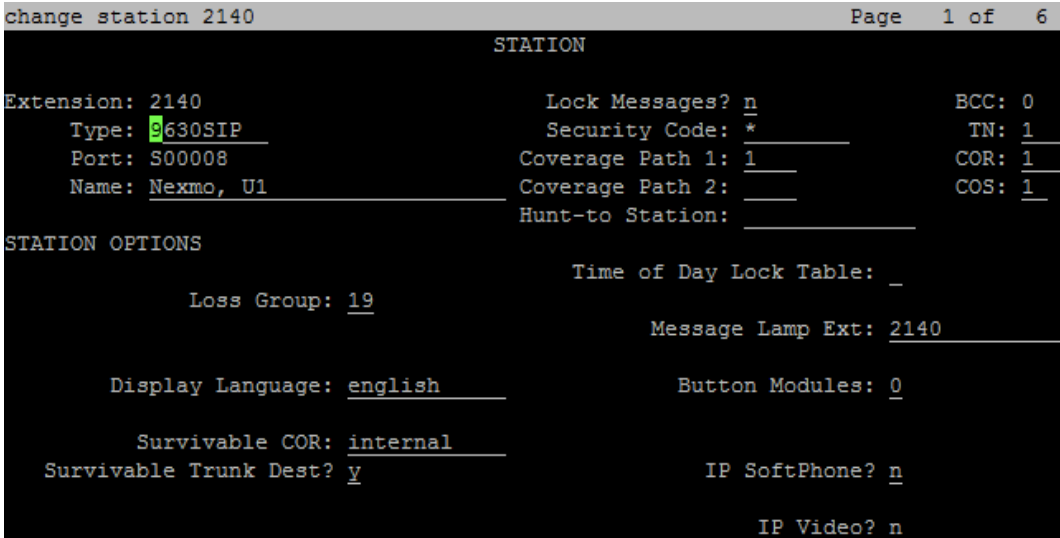 change station 2140 Page 1 of 6
STATION
Extension: 2140 Lock Messages? n BCC: 0
Type: 9630SIP Security Code: * TN: 1
Port: S00008 Coverage Path 1: 1 COR: 1
Name: Nexmo, U1 Coverage Path 2: COS: 1
Hunt-to Station:
STATION OPTIONS
Time of Day Lock Table:
Loss Group: 19
Message Lamp Ext: 2140
Display Language: english Button Modules: 0
Survivable COR: internal
Survivable Trunk Dest? y IP SoftPhone? n
IP Video? n